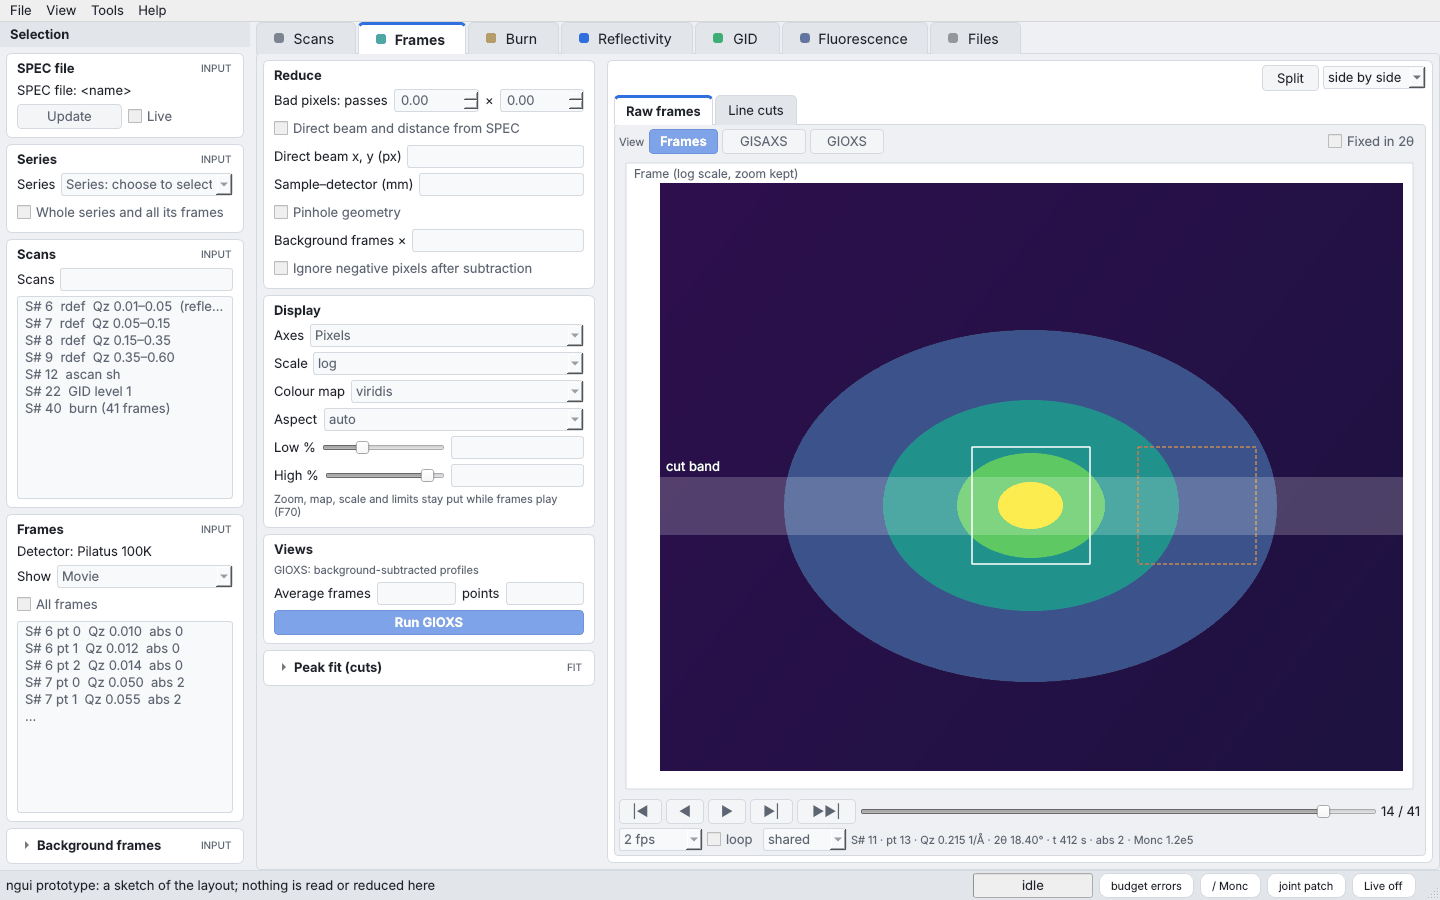 File View Tools Help
Selection
Scans Frames Burn Reflectivity GID Fluorescence Files
SPEC file INPUT
SPEC file: <name>
Update Live
Series INPUT
Series Series: choose to select
Whole series and all its frames
Scans INPUT
Scans
S# 6 rdef Qz 0.01–0.05 (refle...
S# 7 rdef Qz 0.05–0.15
S# 8 rdef Qz 0.15–0.35
S# 9 rdef Qz 0.35–0.60
S# 12 ascan sh
S# 22 GID level 1
S# 40 burn (41 frames)
Frames INPUT
Detector: Pilatus 100K
Show Movie
All frames
S# 6 pt 0 Qz 0.010 abs 0
S# 6 pt 1 Qz 0.012 abs 0
S# 6 pt 2 Qz 0.014 abs 0
S# 7 pt 0 Qz 0.050 abs 2
S# 7 pt 1 Qz 0.055 abs 2
...
Background frames INPUT
Reduce
Bad pixels: passes 0.00 × 0.00
Direct beam and distance from SPEC
Direct beam x, y (px)
Sample–detector (mm)
Pinhole geometry
Background frames ×
Ignore negative pixels after subtraction
Display
Axes Pixels
Scale log
Colour map viridis
Aspect auto
Low %
High %
Zoom, map, scale and limits stay put while frames play
(F70)
Views
GIOXS: background-subtracted profiles
Average frames points
Run GIOXS
Peak fit (cuts) FIT
Split side by side
Raw frames Line cuts
View Frames GISAXS GIOXS Fixed in 2θ
Frame (log scale, zoom kept)
cut band
14 / 41
2 fps loop shared S# 11 · pt 13 · Qz 0.215 1/Å · 2θ 18.40° · t 412 s · abs 2 · Monc 1.2e5
ngui prototype: a sketch of the layout; nothing is read or reduced here
idle budget errors / Monc joint patch Live off